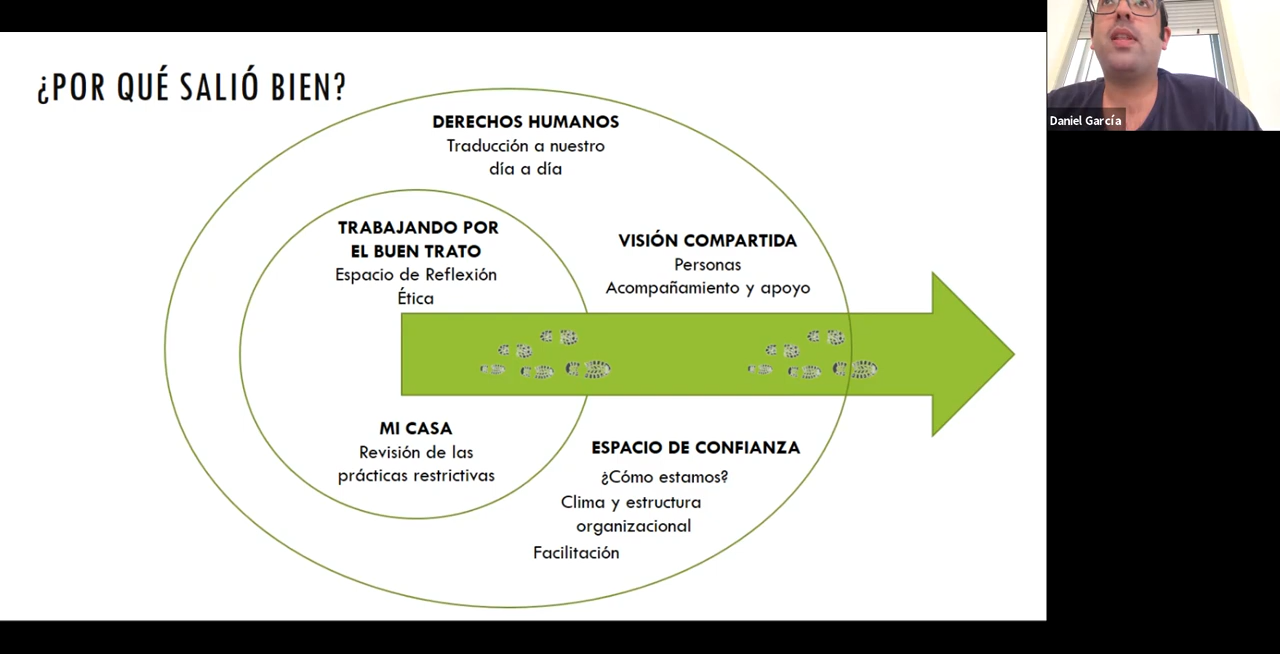 ¿POR QUÉ SALIÓ BIEN?
DERECHOS HUMANOS
Traducción a nuestro
día a día
TRABAJANDO POR
EL BUEN TRATO
Espacio de Reflexión
Ética
VISIÓN COMPARTIDA
Personas
Acompañamiento y apoyo
MI CASA
Revisión de las
prácticas restrictivas
ESPACIO DE CONFIANZA
¿Cómo estamos?
Clima y estructura
organizacional
Facilitación
Daniel García